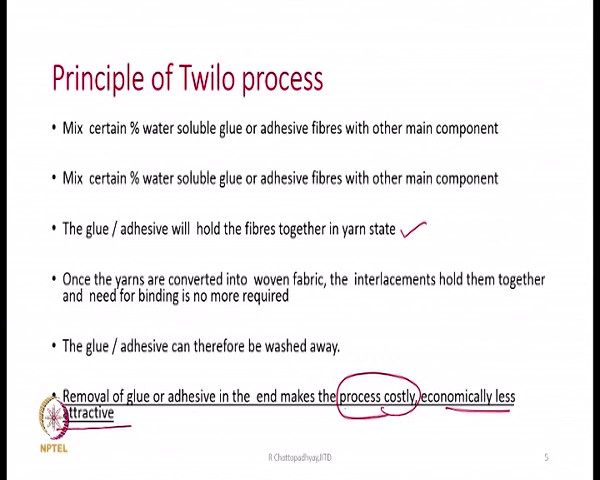 Principle of Twilo process
• Mix certain % water soluble glue or adhesive fibres with other main component
• Mix certain % water soluble glue or adhesive fibres with other main component
• The glue / adhesive will hold the fibres together in yarn state
• Once the yarns are converted into woven fabric, the interlacements hold them together
and need for binding is no more required
• The glue / adhesive can therefore be washed away.
• Removal of glue or adhesive in the end makes the process costly, economically less
attractive
NPTEL
R Chattopadhyay,IITD
5